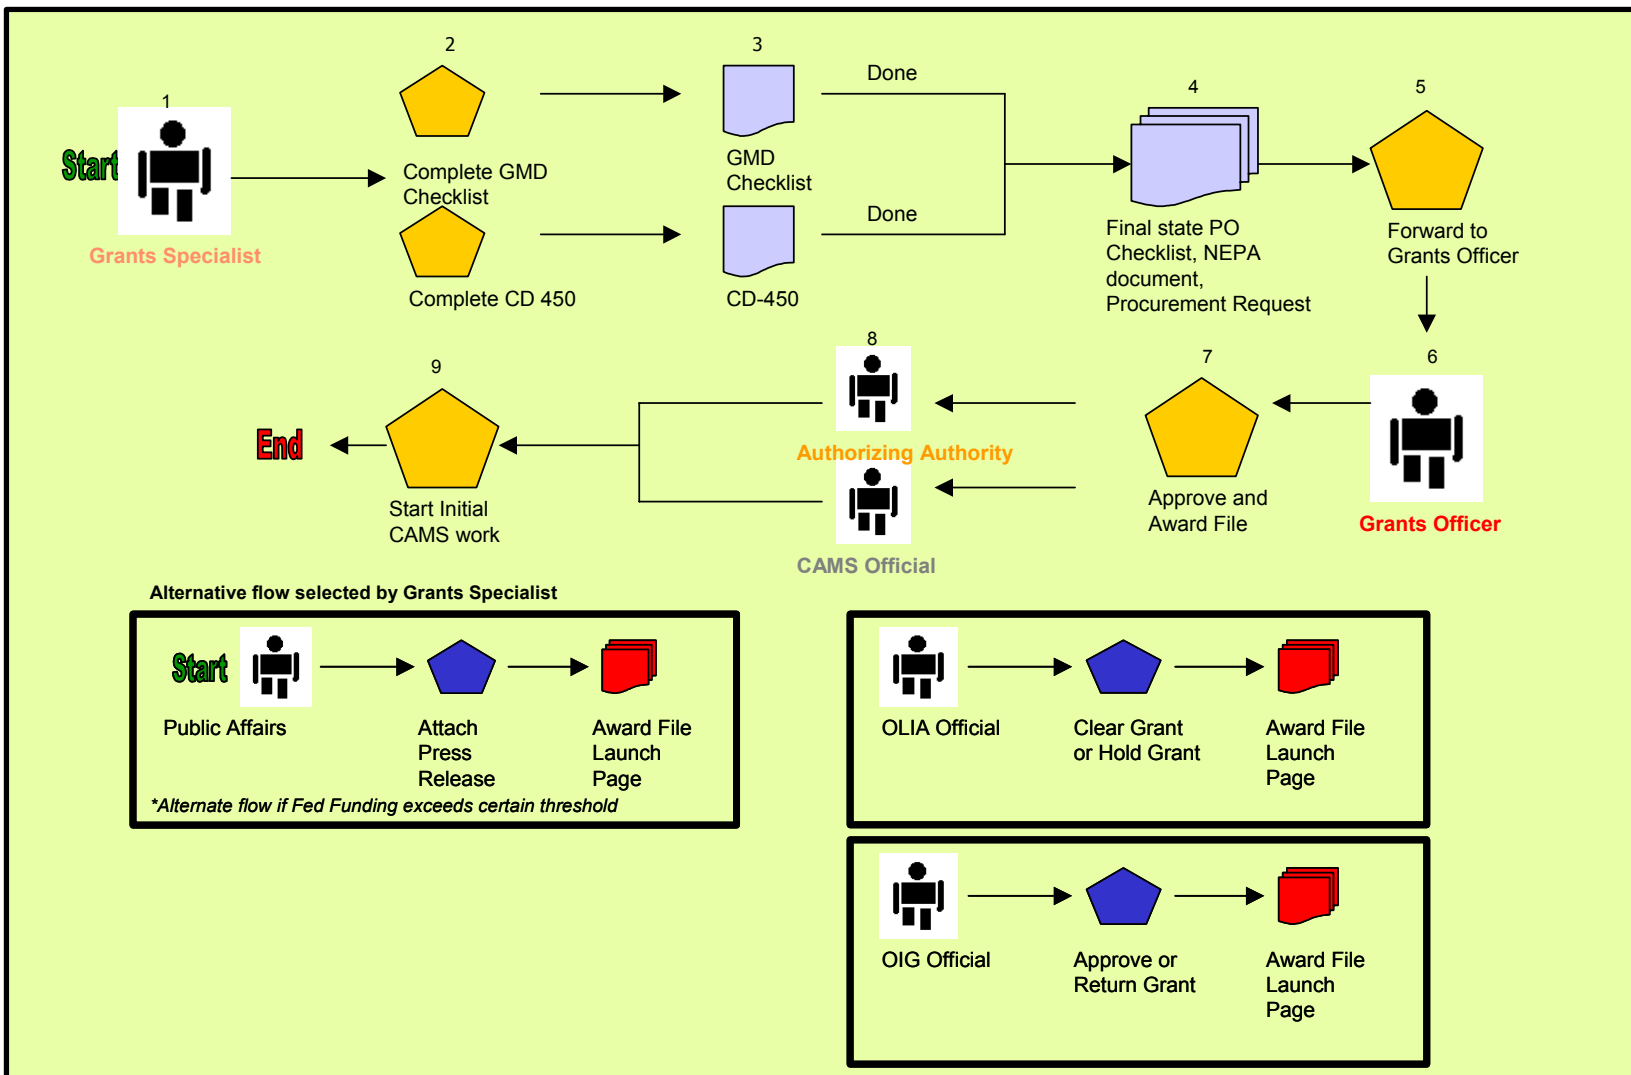 1
2
3
4
5
Start
Done
Complete GMD
Checklist
GMD
Checklist
Grants Specialist
Done
Complete CD 450
CD-450
Final state PO
Checklist, NEPA
document,
Procurement Request
Forward to
Grants Officer
9
8
7
6
End
Start Initial
CAMS work
Authorizing Authority
CAMS Official
Approve and
Award File
Grants Officer
Alternative flow selected by Grants Specialist
Start
Public Affairs
Attach
Press
Release
Award File
Launch
Page
*Alternate flow if Fed Funding exceeds certain threshold
OLIA Official
Clear Grant
or Hold Grant
Award File
Launch
Page
OIG Official
Approve or
Return Grant
Award File
Launch
Page